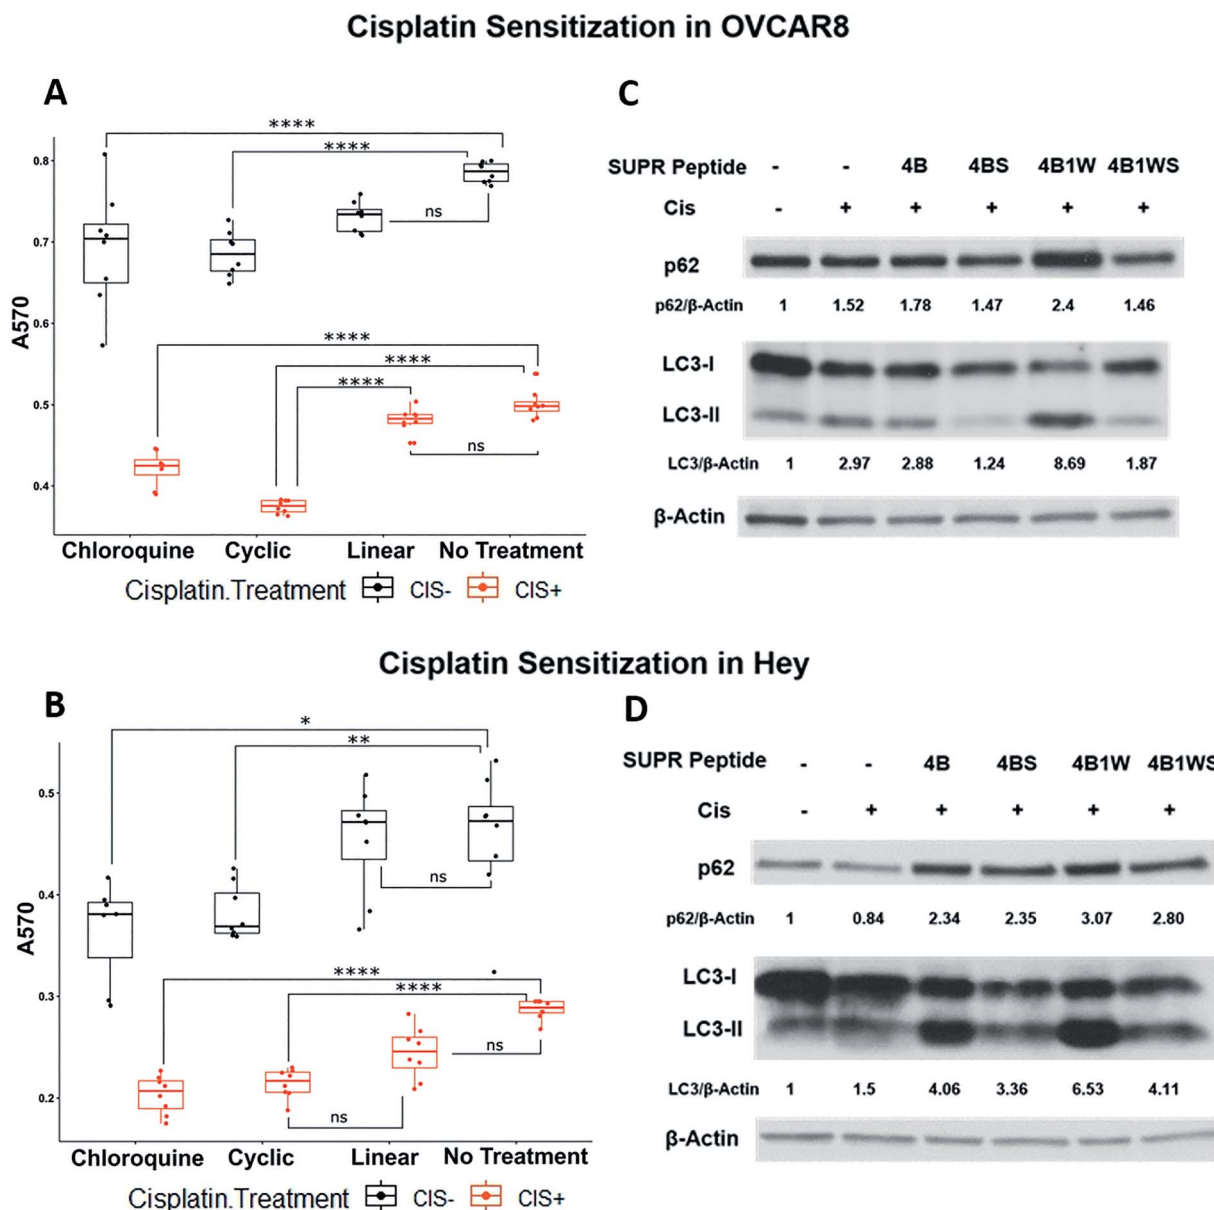 Cisplatin Sensitization in OVCAR8
A
****
****
ns
****
****
****
ns
A570
0.8
0.7
0.6
0.5
0.4
Chloroquine Cyclic Linear No Treatment
Cisplatin.Treatment CIS- CIS+
C
SUPR Peptide - - 4B 4BS 4B1W 4B1WS
Cis - + + + + +
p62
p62/β-Actin 1 1.52 1.78 1.47 2.4 1.46
LC3-I
LC3-II
LC3/β-Actin 1 2.97 2.88 1.24 8.69 1.87
β-Actin
Cisplatin Sensitization in Hey
B
*
**
ns
****
****
ns
ns
A570
0.5
0.4
0.3
0.2
Chloroquine Cyclic Linear No Treatment
Cisplatin.Treatment CIS- CIS+
D
SUPR Peptide - - 4B 4BS 4B1W 4B1WS
Cis - + + + + +
p62
p62/β-Actin 1 0.84 2.34 2.35 3.07 2.80
LC3-I
LC3-II
LC3/β-Actin 1 1.5 4.06 3.36 6.53 4.11
β-Actin